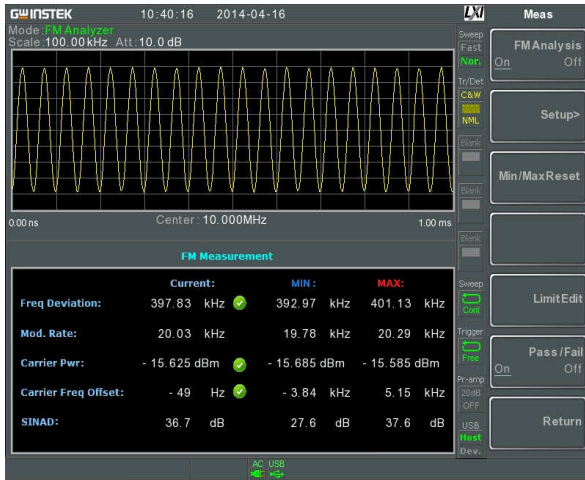 GWINSTEK 10:40:16 2014-04-16 LXI Meas
Mode:FM Analyzer
Scale:100.00kHz Att:10.0 dB
Sweep
Fast
Nor.
Tr/Det
C&W
NML
Blank
Blank
Blank
0.00 ns Center:10.000MHz 1.00 ms
FM Measurement
Current: MIN: MAX:
Freq Deviation: 397.83 kHz 392.97 kHz 401.13 kHz
Mod. Rate: 20.03 kHz 19.78 kHz 20.29 kHz
Carrier Pwr: - 15.625 dBm - 15.685 dBm - 15.585 dBm
Carrier Freq Offset: - 49 Hz - 3.84 kHz 5.15 kHz
SINAD: 36.7 dB 27.6 dB 37.6 dB
Sweep
Cont
Trigger
Free
Pr-amp
20dB
OFF
USB
Host
Dev.
AC USB
FMAnalysis
On Off
Setup>
Min/MaxReset
LimitEdit
Pass/Fail
On Off
Return